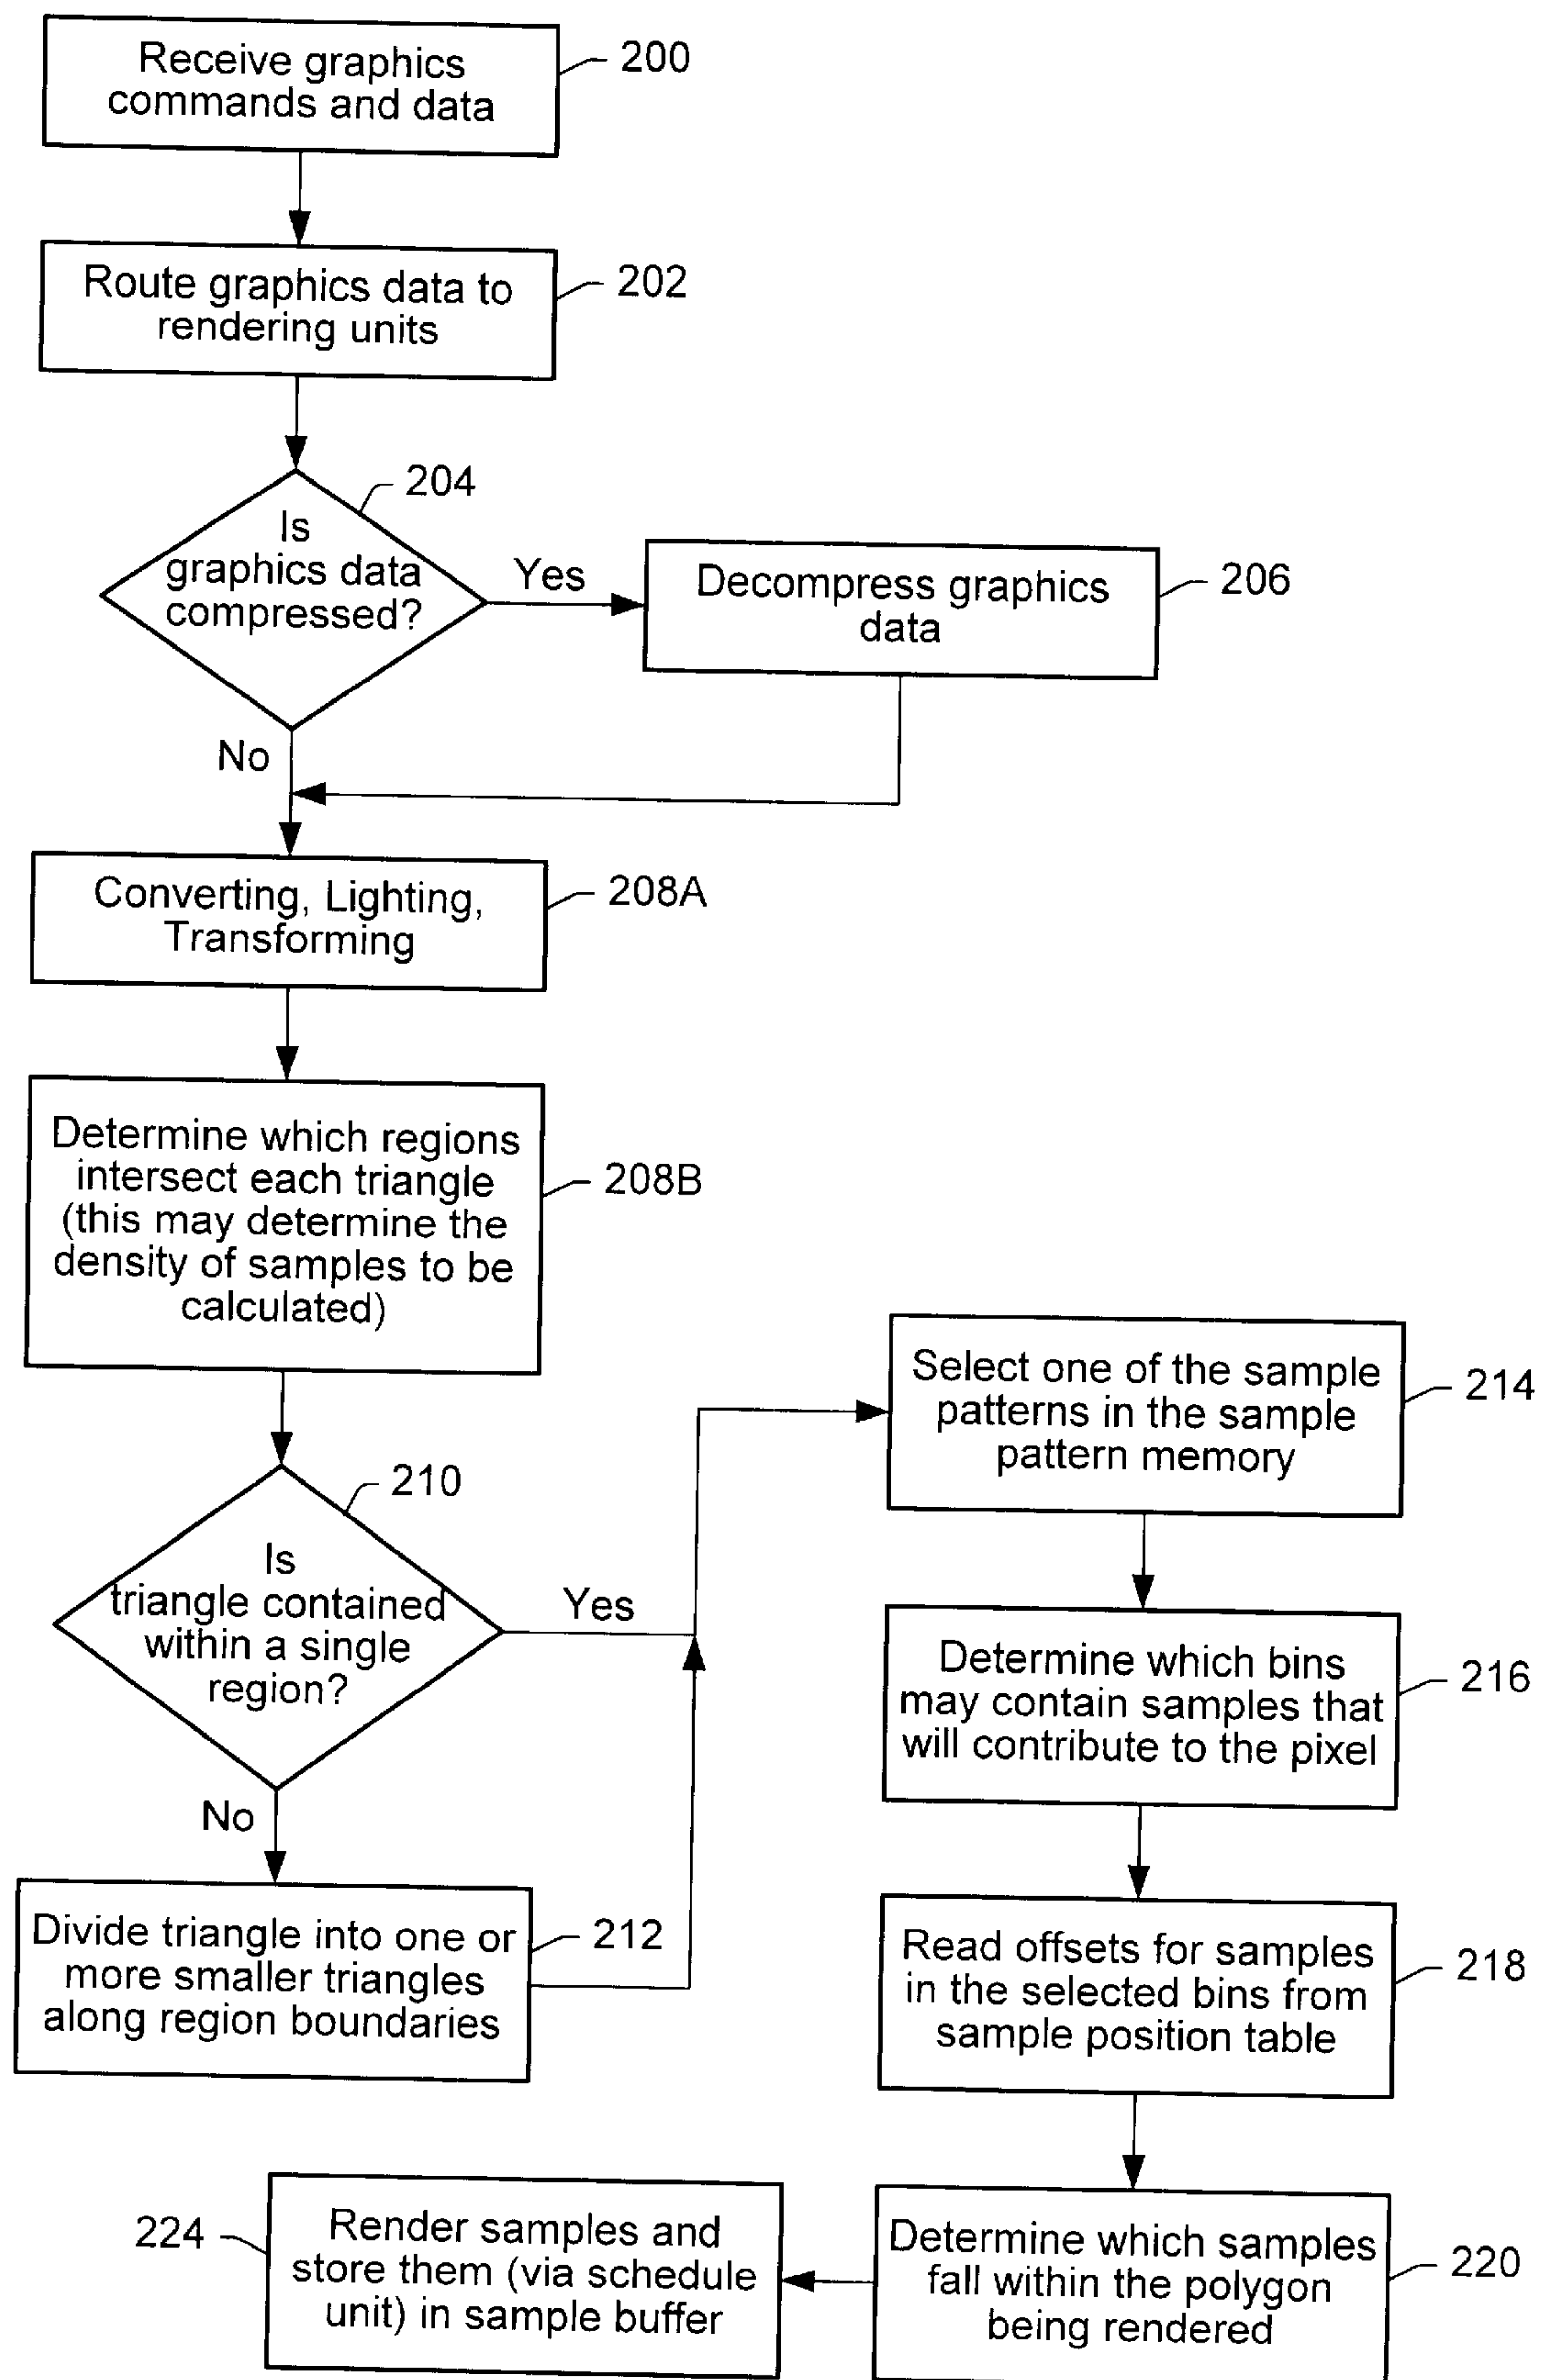 Receive graphics
commands and data
200
Route graphics data to
rendering units
202
204
Is
graphics data
compressed?
Yes
Decompress graphics
data
206
No
Converting, Lighting,
Transforming
208A
Determine which regions
intersect each triangle
(this may determine the
density of samples to be
calculated)
208B
210
Is
triangle contained
within a single
region?
Yes
No
Divide triangle into one or
more smaller triangles
along region boundaries
212
Select one of the sample
patterns in the sample
pattern memory
214
Determine which bins
may contain samples that
will contribute to the pixel
216
Read offsets for samples
in the selected bins from
sample position table
218
Determine which samples
fall within the polygon
being rendered
220
224
Render samples and
store them (via schedule
unit) in sample buffer